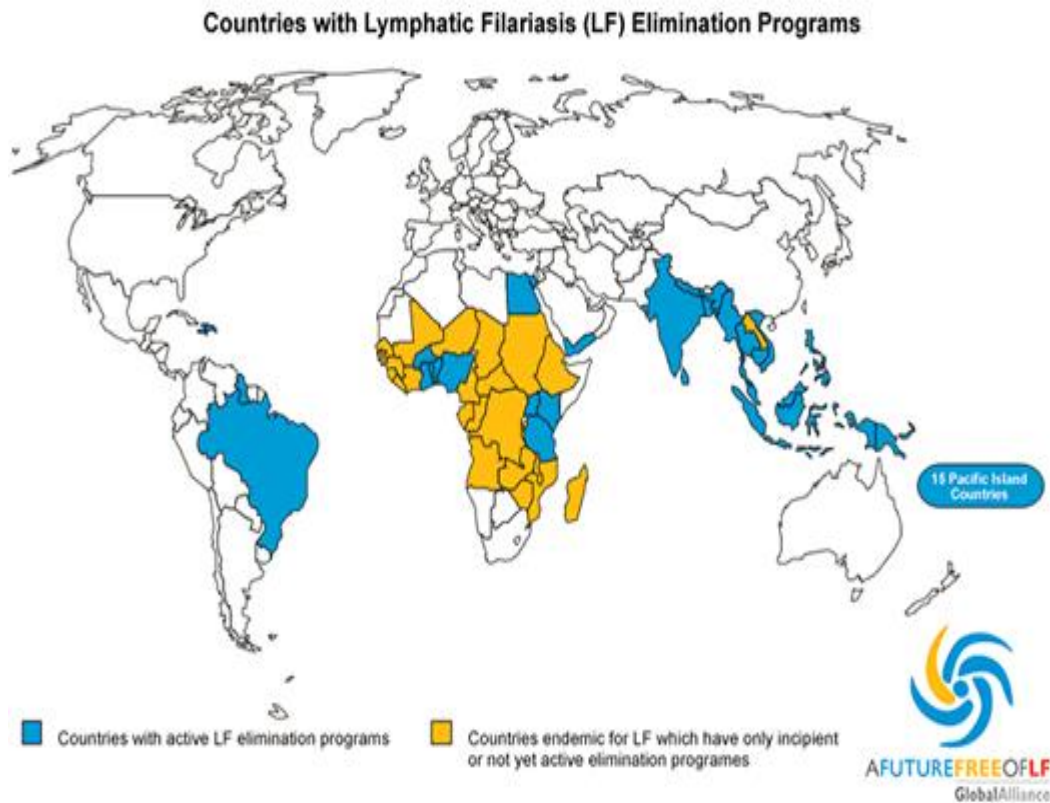 Countries with Lymphatic Filariasis (LF) Elimination Programs
15 Pacific Island
Countries
Countries with active LF elimination programs
Countries endemic for LF which have only incipient
or not yet active elimination programes
AFUTUREFREEOFLF
GlobalAlliance